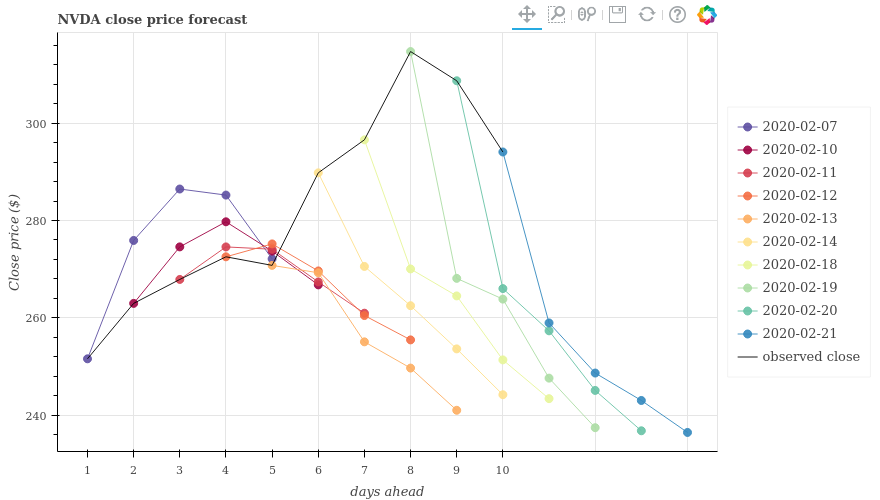 NVDA close price forecast
Close price ($)
300
280
260
240
1 2 3 4 5 6 7 8 9 10
days ahead
2020-02-07
2020-02-10
2020-02-11
2020-02-12
2020-02-13
2020-02-14
2020-02-18
2020-02-19
2020-02-20
2020-02-21
observed close